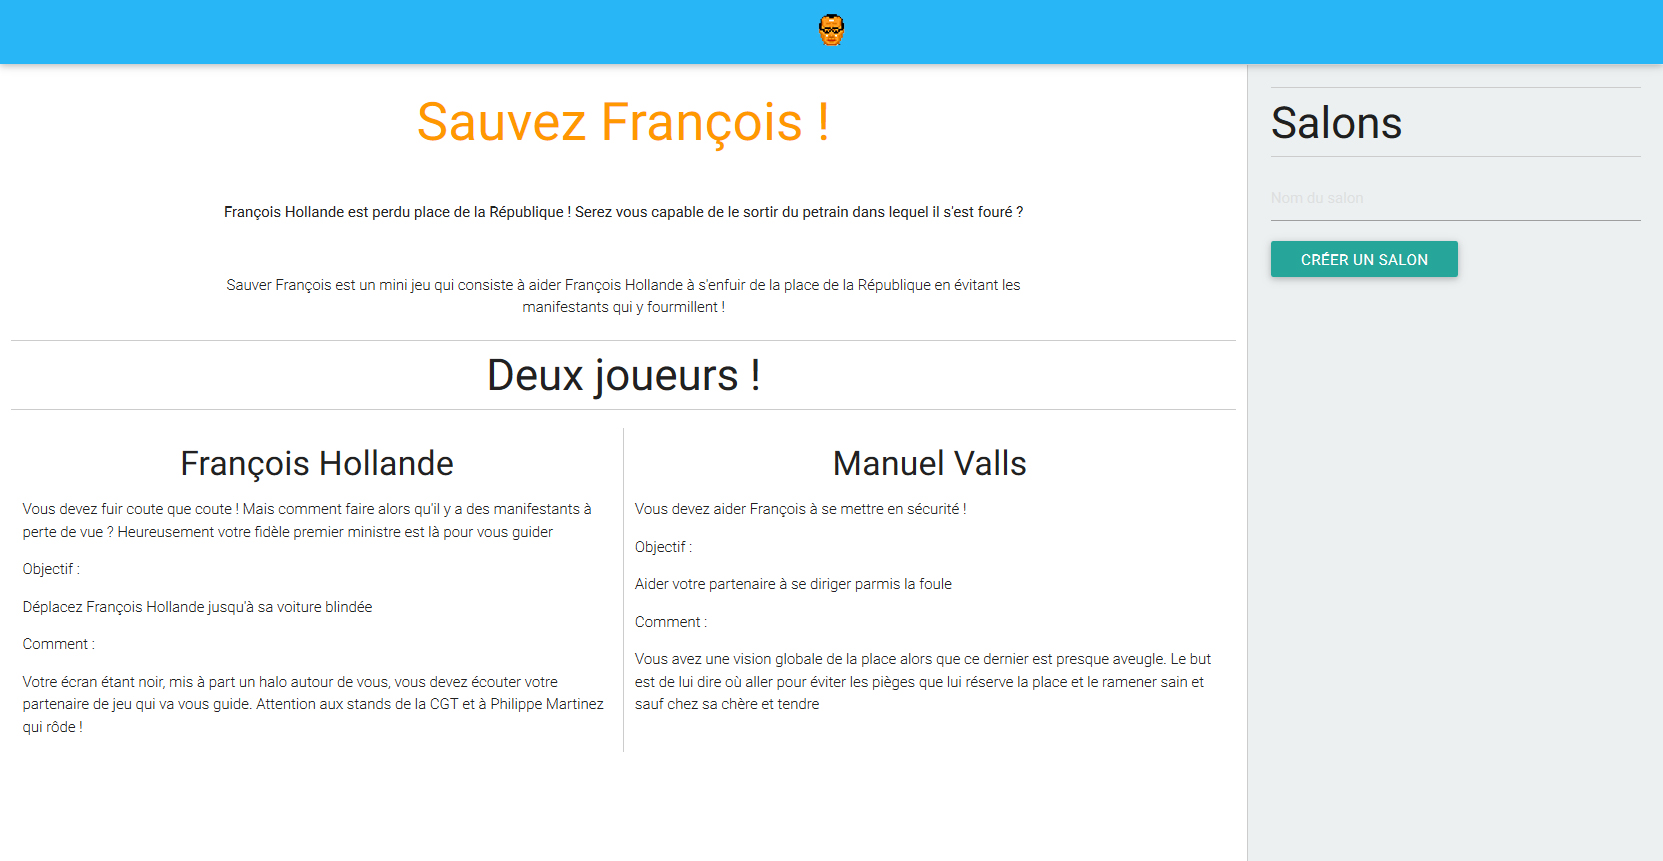 Sauvez François !
François Hollande est perdu place de la République ! Serez vous capable de le sortir du petrain dans lequel il s'est fouré ?
Sauver François est un mini jeu qui consiste à aider François Hollande à s'enfuir de la place de la République en évitant les
manifestants qui y fourmillent !
Deux joueurs !
François Hollande
Vous devez fuir coute que coute ! Mais comment faire alors qu'il y a des manifestants à
perte de vue ? Heureusement votre fidèle premier ministre est là pour vous guider
Objectif :
Déplacez François Hollande jusqu'à sa voiture blindée
Comment :
Votre écran étant noir, mis à part un halo autour de vous, vous devez écouter votre
partenaire de jeu qui va vous guide. Attention aux stands de la CGT et à Philippe Martinez
qui rôde !
Manuel Valls
Vous devez aider François à se mettre en sécurité !
Objectif :
Aider votre partenaire à se diriger parmis la foule
Comment :
Vous avez une vision globale de la place alors que ce dernier est presque aveugle. Le but
est de lui dire où aller pour éviter les pièges que lui réserve la place et le ramener sain et
sauf chez sa chère et tendre
Salons
Nom du salon
CRÉER UN SALON